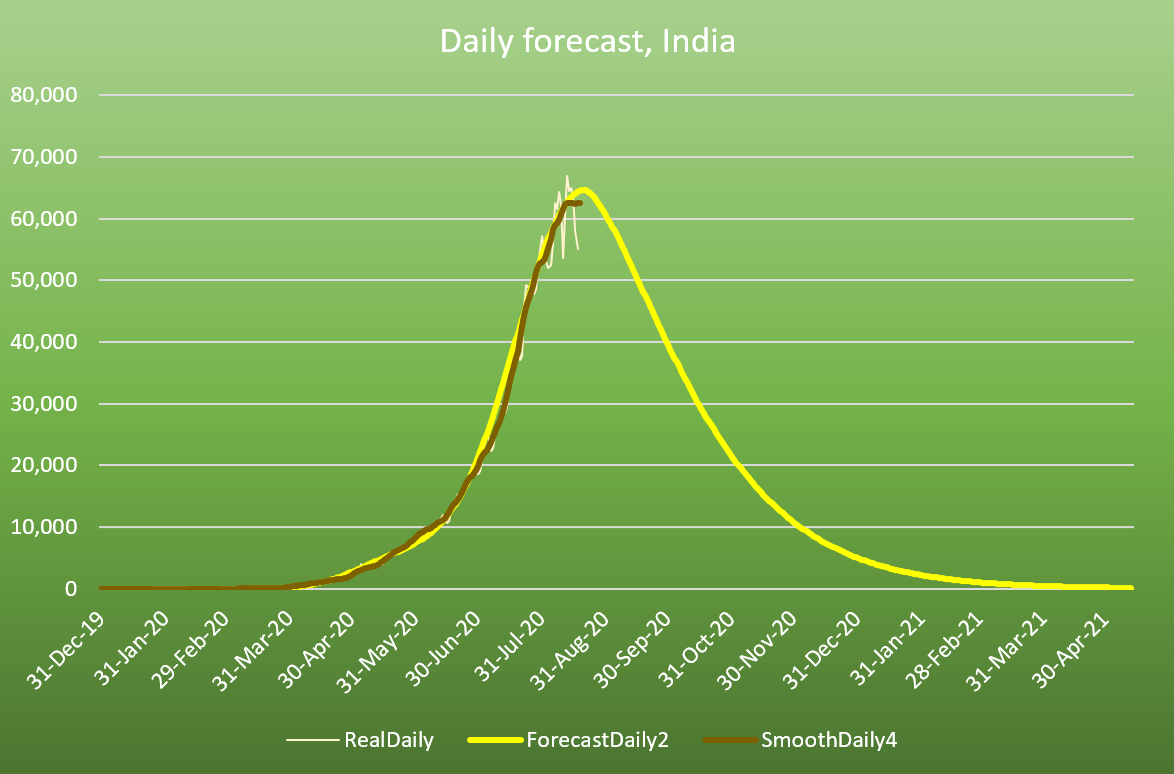 Daily forecast, India
80,000
70,000
60,000
50,000
40,000
30,000
20,000
10,000
0
31-Dec-19
31-Jan-20
29-Feb-20
31-Mar-20
30-Apr-20
31-May-20
30-Jun-20
31-Jul-20
31-Aug-20
30-Sep-20
31-Oct-20
30-Nov-20
31-Dec-20
31-Jan-21
28-Feb-21
31-Mar-21
30-Apr-21
RealDaily ForecastDaily2 SmoothDaily4